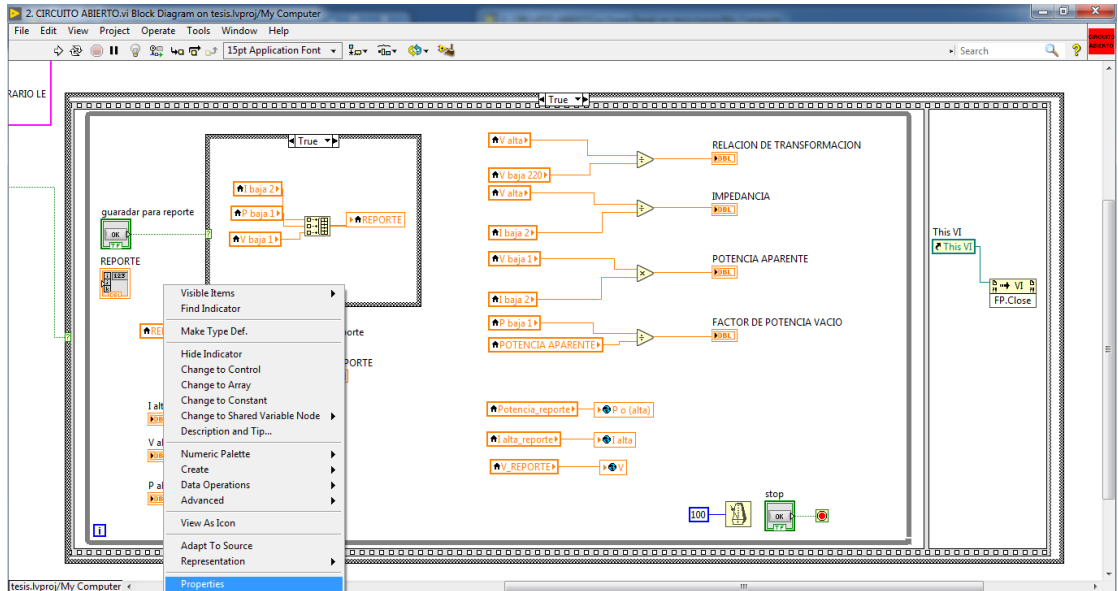 2. CIRCUITO ABIERTO.vi Block Diagram on tesis.lvproj/My Computer
File Edit View Project Operate Tools Window Help
15pt Application Font
Search
CIRCUITO
ABIERTO
RARIO LE
True
True
guaradar para reporte
OK
TF
REPORTE
123
I baja 2
P baja 1
V baja 1
REPORTE
V alta
V baja 220
RELACION DE TRANSFORMACION
DBL
V alta
I baja 2
IMPEDANCIA
DBL
V baja 1
I baja 2
POTENCIA APARENTE
DBL
P baja 1
POTENCIA APARENTE
FACTOR DE POTENCIA VACIO
DBL
Potencia_reporte
P o (alta)
I alta_reporte
I alta
V_REPORTE
V
100
stop
OK
TF
i
This VI
This VI
VI
FP.Close
Visible Items
Find Indicator
Make Type Def.
Hide Indicator
Change to Control
Change to Array
Change to Constant
Change to Shared Variable Node
Description and Tip...
Numeric Palette
Create
Data Operations
Advanced
View As Icon
Adapt To Source
Representation
Properties
tesis.lvproj/My Computer